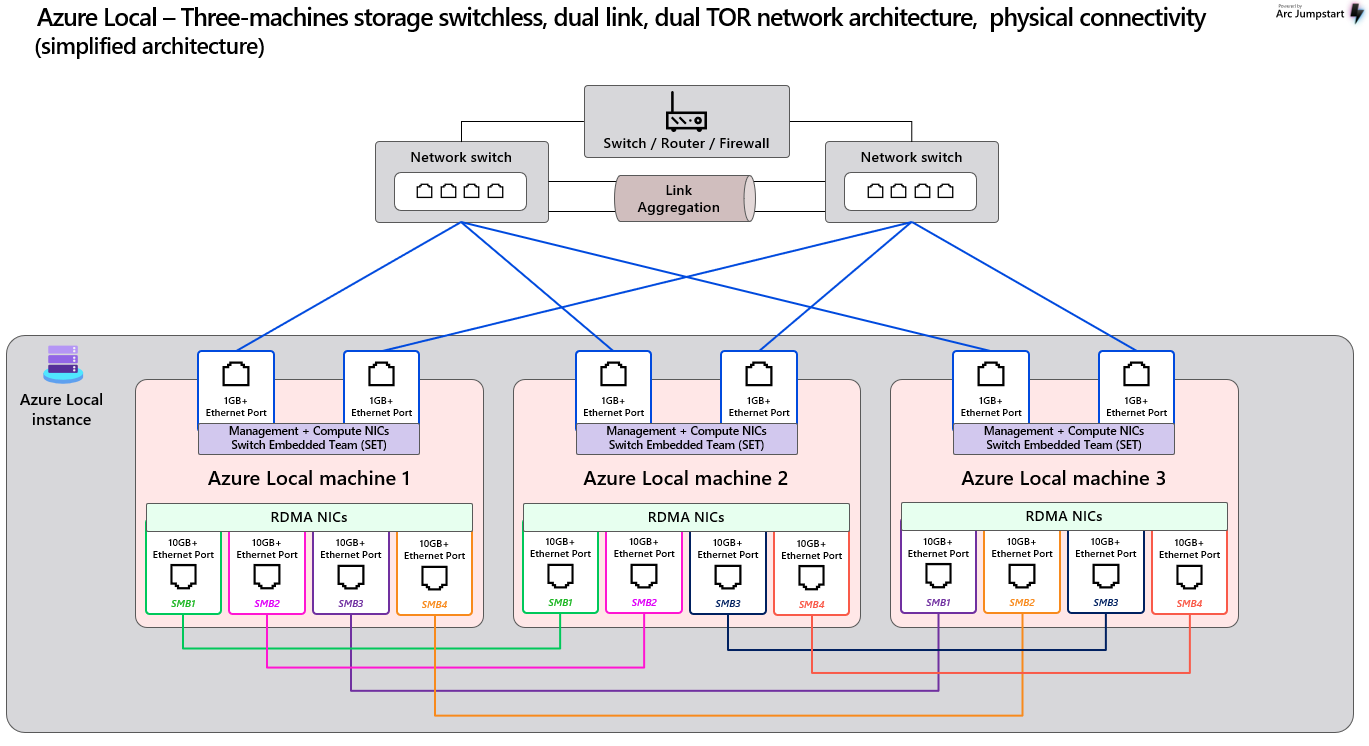 Azure Local – Three-machines storage switchless, dual link, dual TOR network architecture, physical connectivity
(simplified architecture)
Powered by
Arc Jumpstart
Switch / Router / Firewall
Network switch
Network switch
Link
Aggregation
Azure Local
instance
1GB+
Ethernet Port
1GB+
Ethernet Port
Management + Compute NICs
Switch Embedded Team (SET)
Azure Local machine 1
RDMA NICs
10GB+
Ethernet Port
SMB1
10GB+
Ethernet Port
SMB2
10GB+
Ethernet Port
SMB3
10GB+
Ethernet Port
SMB4
1GB+
Ethernet Port
1GB+
Ethernet Port
Management + Compute NICs
Switch Embedded Team (SET)
Azure Local machine 2
RDMA NICs
10GB+
Ethernet Port
SMB1
10GB+
Ethernet Port
SMB2
10GB+
Ethernet Port
SMB3
10GB+
Ethernet Port
SMB4
1GB+
Ethernet Port
1GB+
Ethernet Port
Management + Compute NICs
Switch Embedded Team (SET)
Azure Local machine 3
RDMA NICs
10GB+
Ethernet Port
SMB1
10GB+
Ethernet Port
SMB2
10GB+
Ethernet Port
SMB3
10GB+
Ethernet Port
SMB4